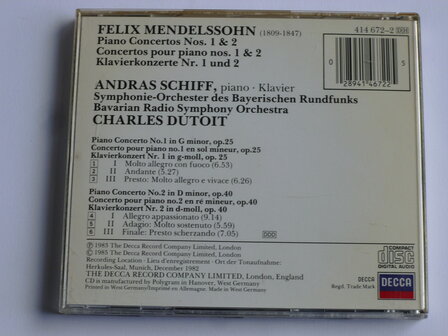 FELIX MENDELSSOHN (1809-1847)
414 672-2 DDD
Piano Concertos Nos. 1 & 2
Concertos pour piano nos. 1 & 2
Klavierkonzerte Nr. 1 und 2
0 28941 46722 5
ANDRAS SCHIFF, piano · Klavier
Symphonie-Orchester des Bayerischen Rundfunks
Bavarian Radio Symphony Orchestra
CHARLES DUTOIT
Piano Concerto No.1 in G minor, op.25
Concerto pour piano no.1 en sol mineur, op.25
Klavierkonzert Nr. 1 in g-moll, op.25
1 I Molto allegro con fuoco (6.53)
2 II Andante (5.27)
3 III Presto: Molto allegro e vivace (6.26)
Piano Concerto No.2 in D minor, op.40
Concerto pour piano no.2 en ré mineur, op.40
Klavierkonzert Nr. 2 in d-moll, op. 40
4 I Allegro appassionato (9.14)
5 II Adagio: Molto sostenuto (5.59)
6 III Finale: Presto scherzando (7.05) DDD
Ⓟ 1983 The Decca Record Company Limited, London
© 1983 The Decca Record Company Limited, London
Recording Location · Lieu d'enregistrement · Ort der Tonaufnahme:
Herkules-Saal, Munich, December 1982
THE DECCA RECORD COMPANY LIMITED, London, England
CD is manufactured by Polygram in Hanover, West Germany
Printed in West Germany/Imprimé en Allemagne. Made in West Germany
COMPACT
disc
DIGITAL AUDIO
DECCA
Regd. Trade Mark
DECCA